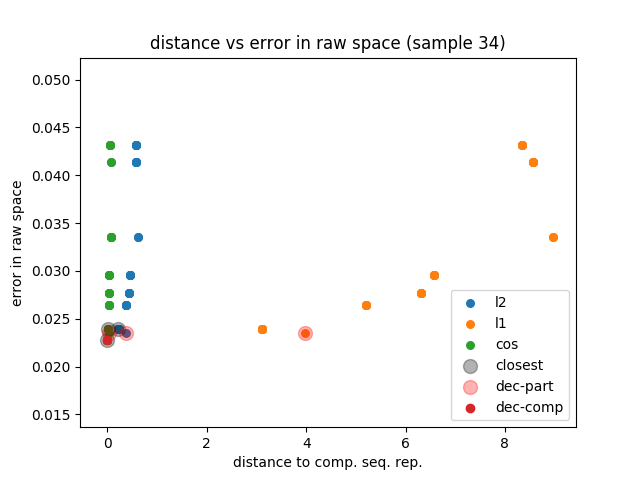 distance vs error in raw space (sample 34)
error in raw space
0.050
0.045
0.040
0.035
0.030
0.025
0.020
0.015
l2
l1
cos
closest
dec-part
dec-comp
0 2 4 6 8
distance to comp. seq. rep.